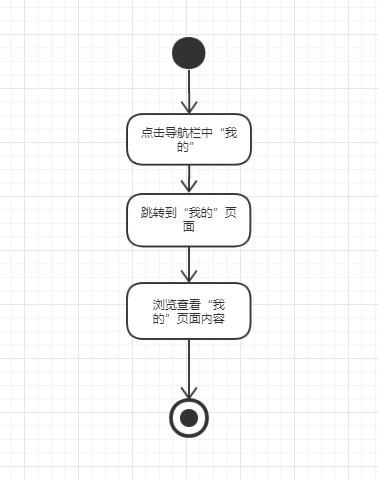 点击导航栏中“我
的”
跳转到“我的”页
面
浏览查看“我
的”页面内容